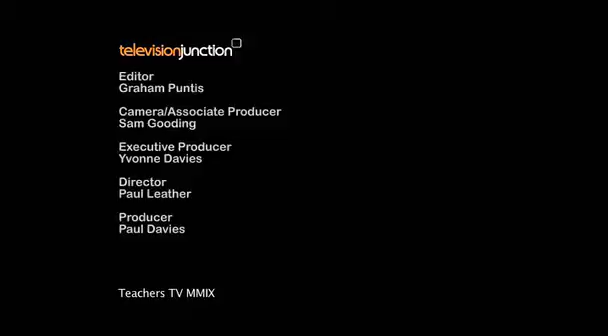 televisionjunction
Editor
Graham Puntis
Camera/Associate Producer
Sam Gooding
Executive Producer
Yvonne Davies
Director
Paul Leather
Producer
Paul Davies
Teachers TV MMIX